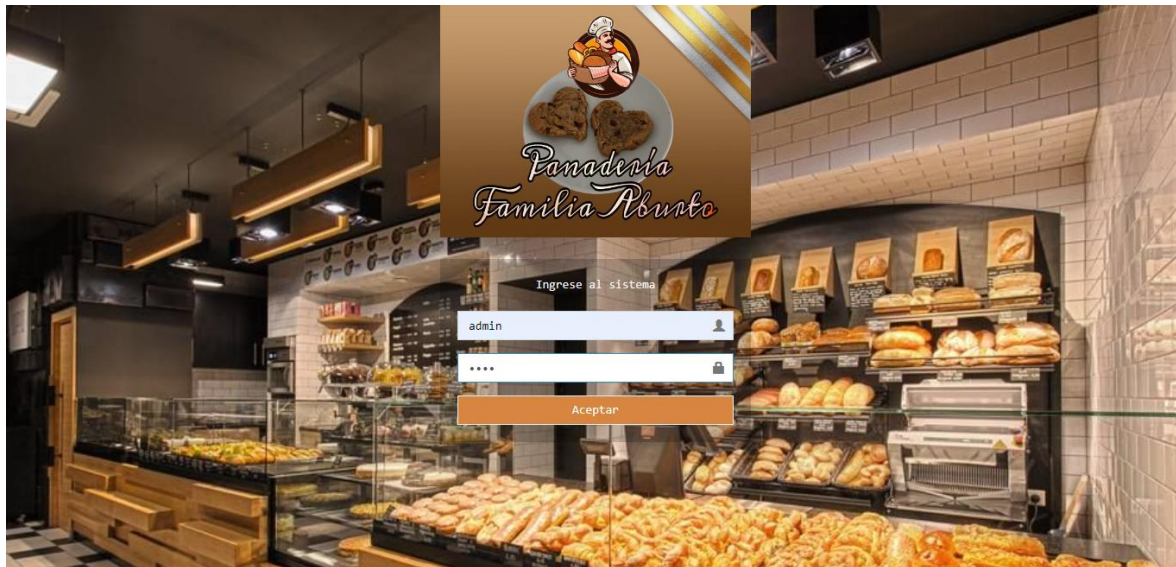 Panadería
Familia Aburto
Ingrese al sistema
admin
••••
Aceptar